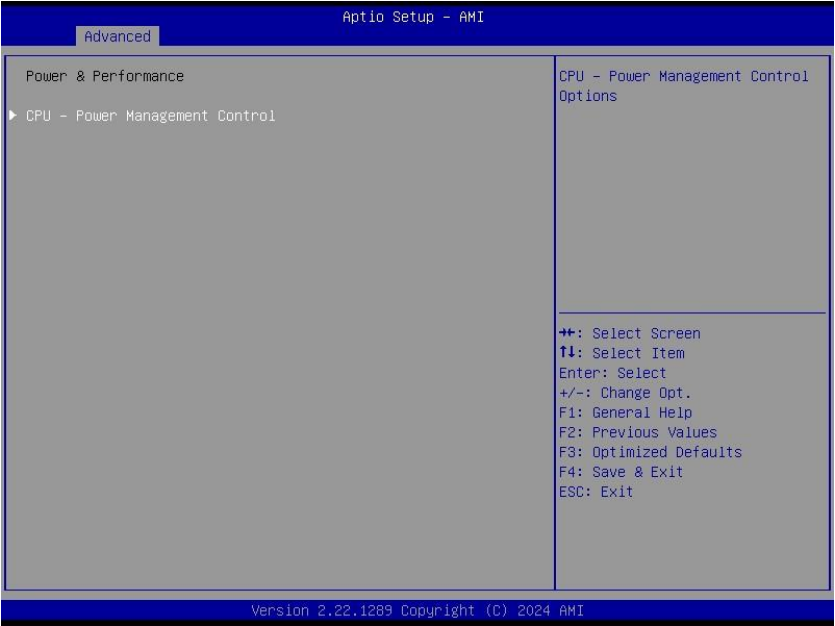 Aptio Setup – AMI
Advanced
Power & Performance
CPU – Power Management Control
CPU – Power Management Control
Options
→←: Select Screen
↑↓: Select Item
Enter: Select
+/-: Change Opt.
F1: General Help
F2: Previous Values
F3: Optimized Defaults
F4: Save & Exit
ESC: Exit
Version 2.22.1289 Copyright (C) 2024 AMI